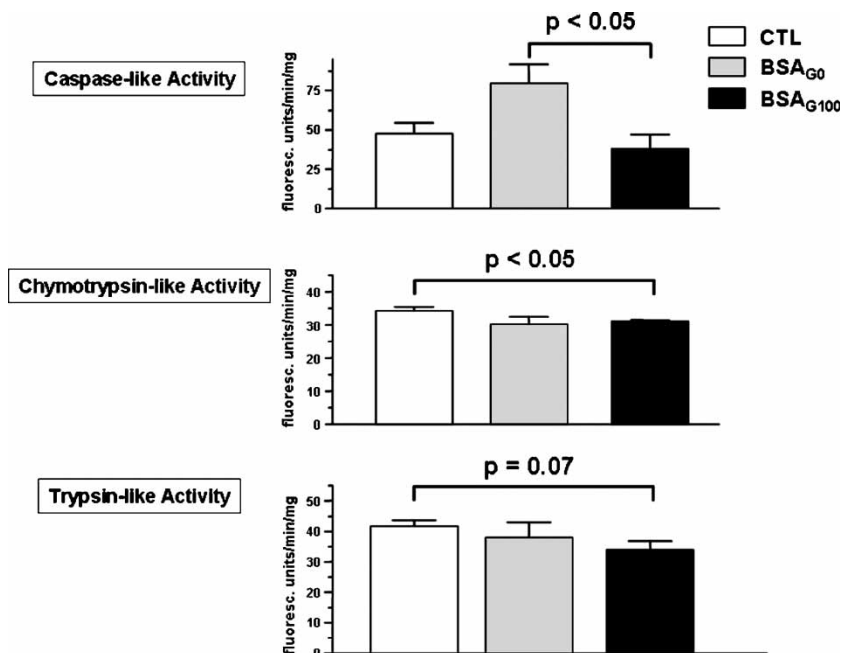 p < 0.05
CTL
BSAG0
BSAG100
Caspase-like Activity
fluoresc. units/min/mg
75
50
25
0
p < 0.05
Chymotrypsin-like Activity
fluoresc. units/min/mg
40
30
20
10
0
p = 0.07
Trypsin-like Activity
fluoresc. units/min/mg
50
40
30
20
10
0